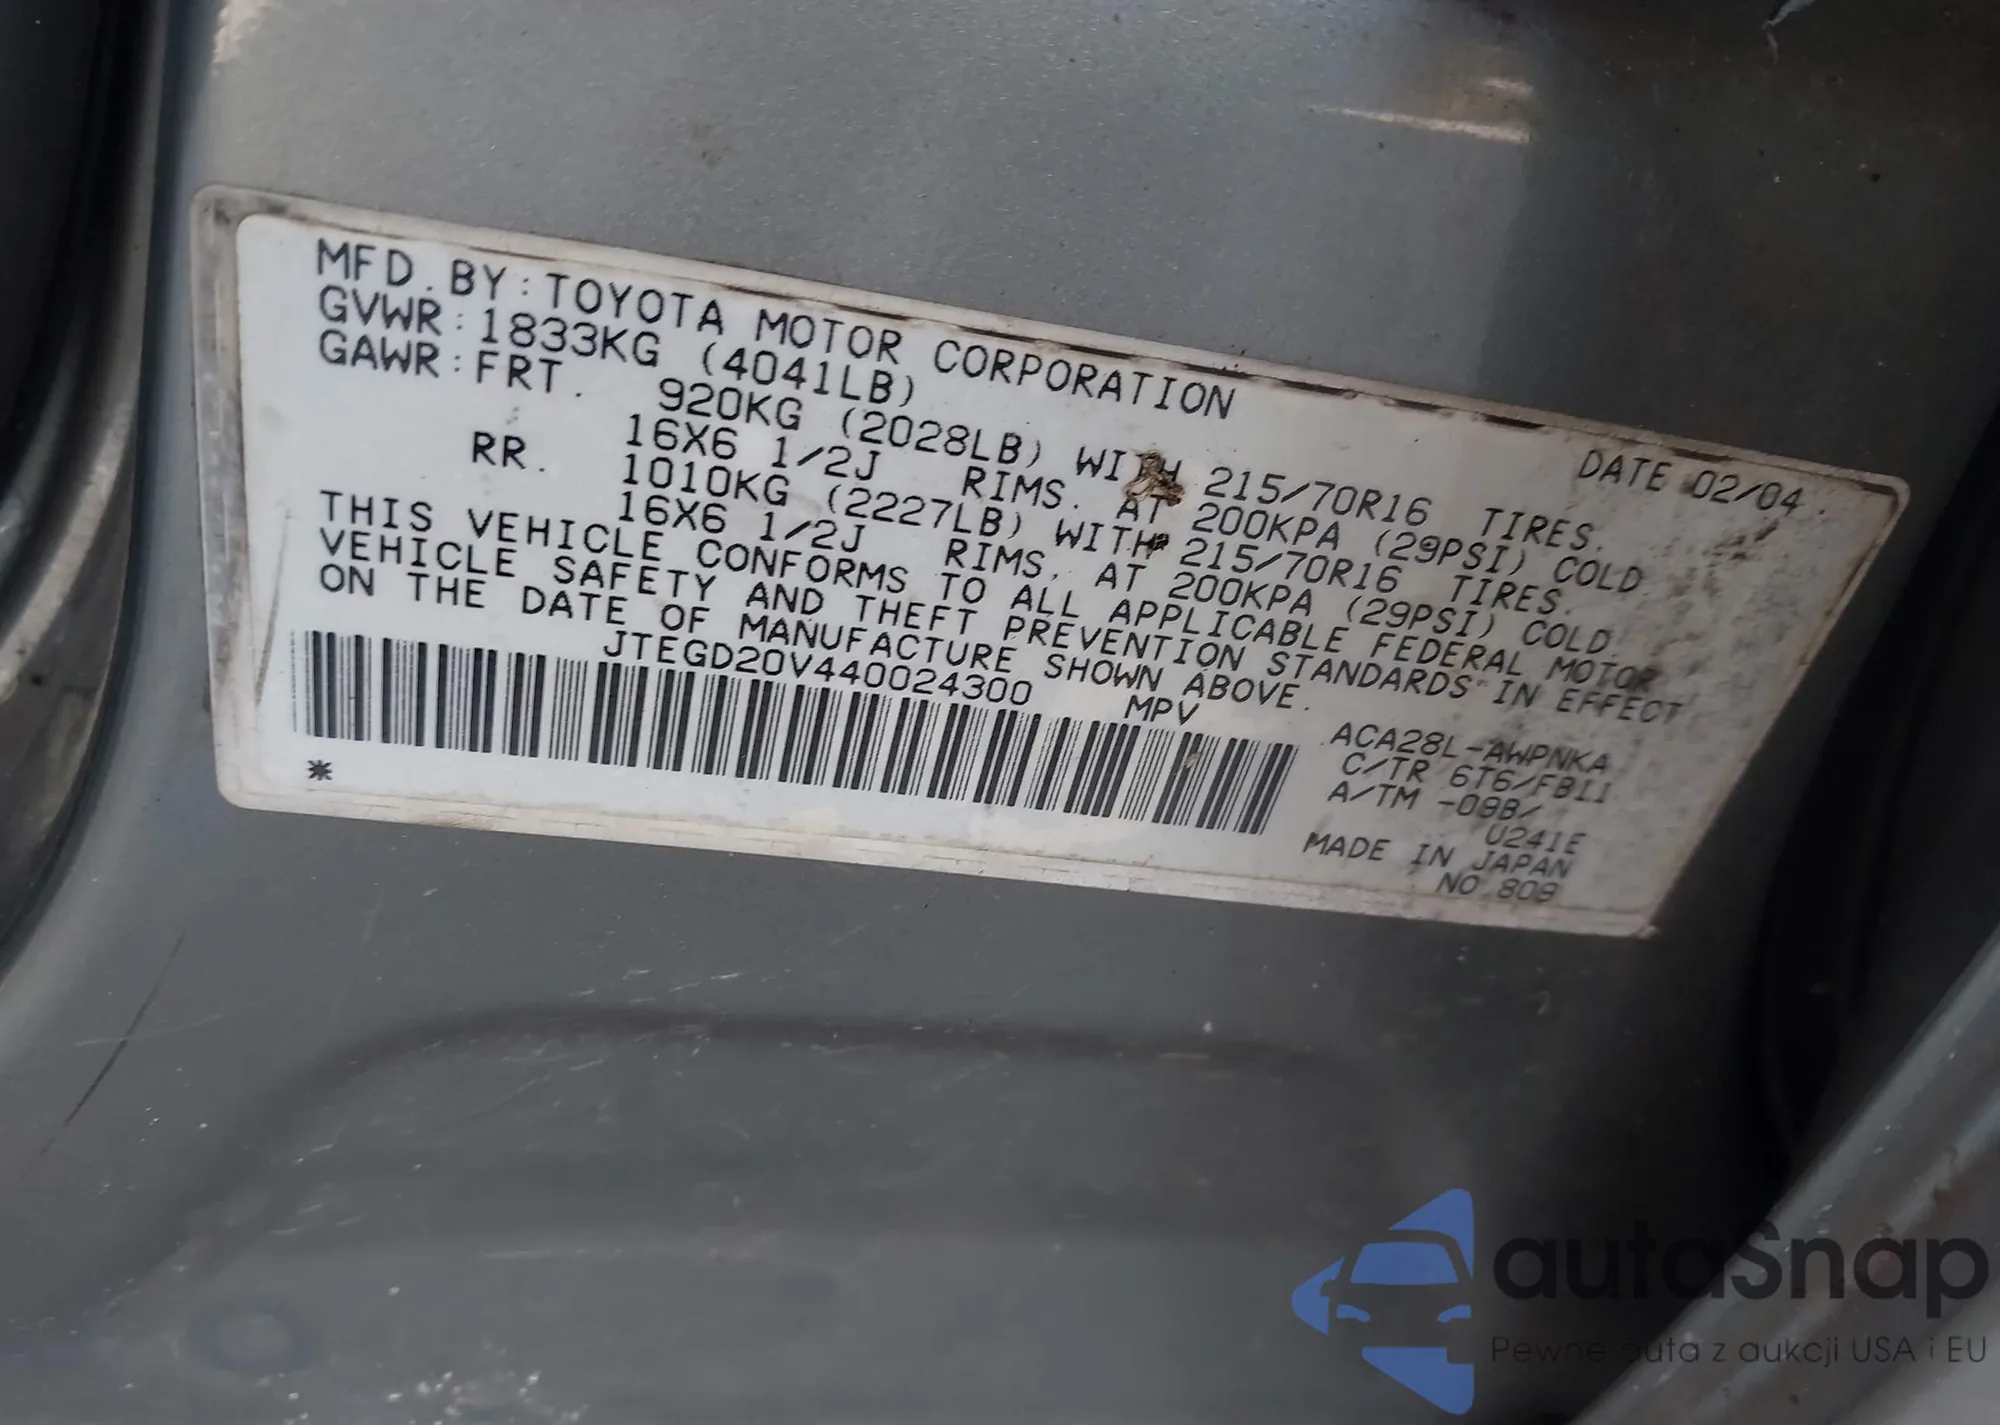 MFD. BY: TOYOTA MOTOR CORPORATION DATE 02/04
GVWR: 1833KG (4041LB)
GAWR: FRT. 920KG (2028LB) WITH 215/70R16 TIRES.
16X6 1/2J RIMS. AT 200KPA (29PSI) COLD
RR. 1010KG (2227LB) WITH 215/70R16 TIRES.
16X6 1/2J RIMS. AT 200KPA (29PSI) COLD.
THIS VEHICLE CONFORMS TO ALL APPLICABLE FEDERAL MOTOR
VEHICLE SAFETY AND THEFT PREVENTION STANDARDS IN EFFECT
ON THE DATE OF MANUFACTURE SHOWN ABOVE.
JTEGD20V440024300 MPV
ACA28L-AWPNKA
C/TR 6T6/FB11
A/TM -08B/
U241E
MADE IN JAPAN
NO 809
*
autaSnap
Pewne auta z aukcji USA i EU